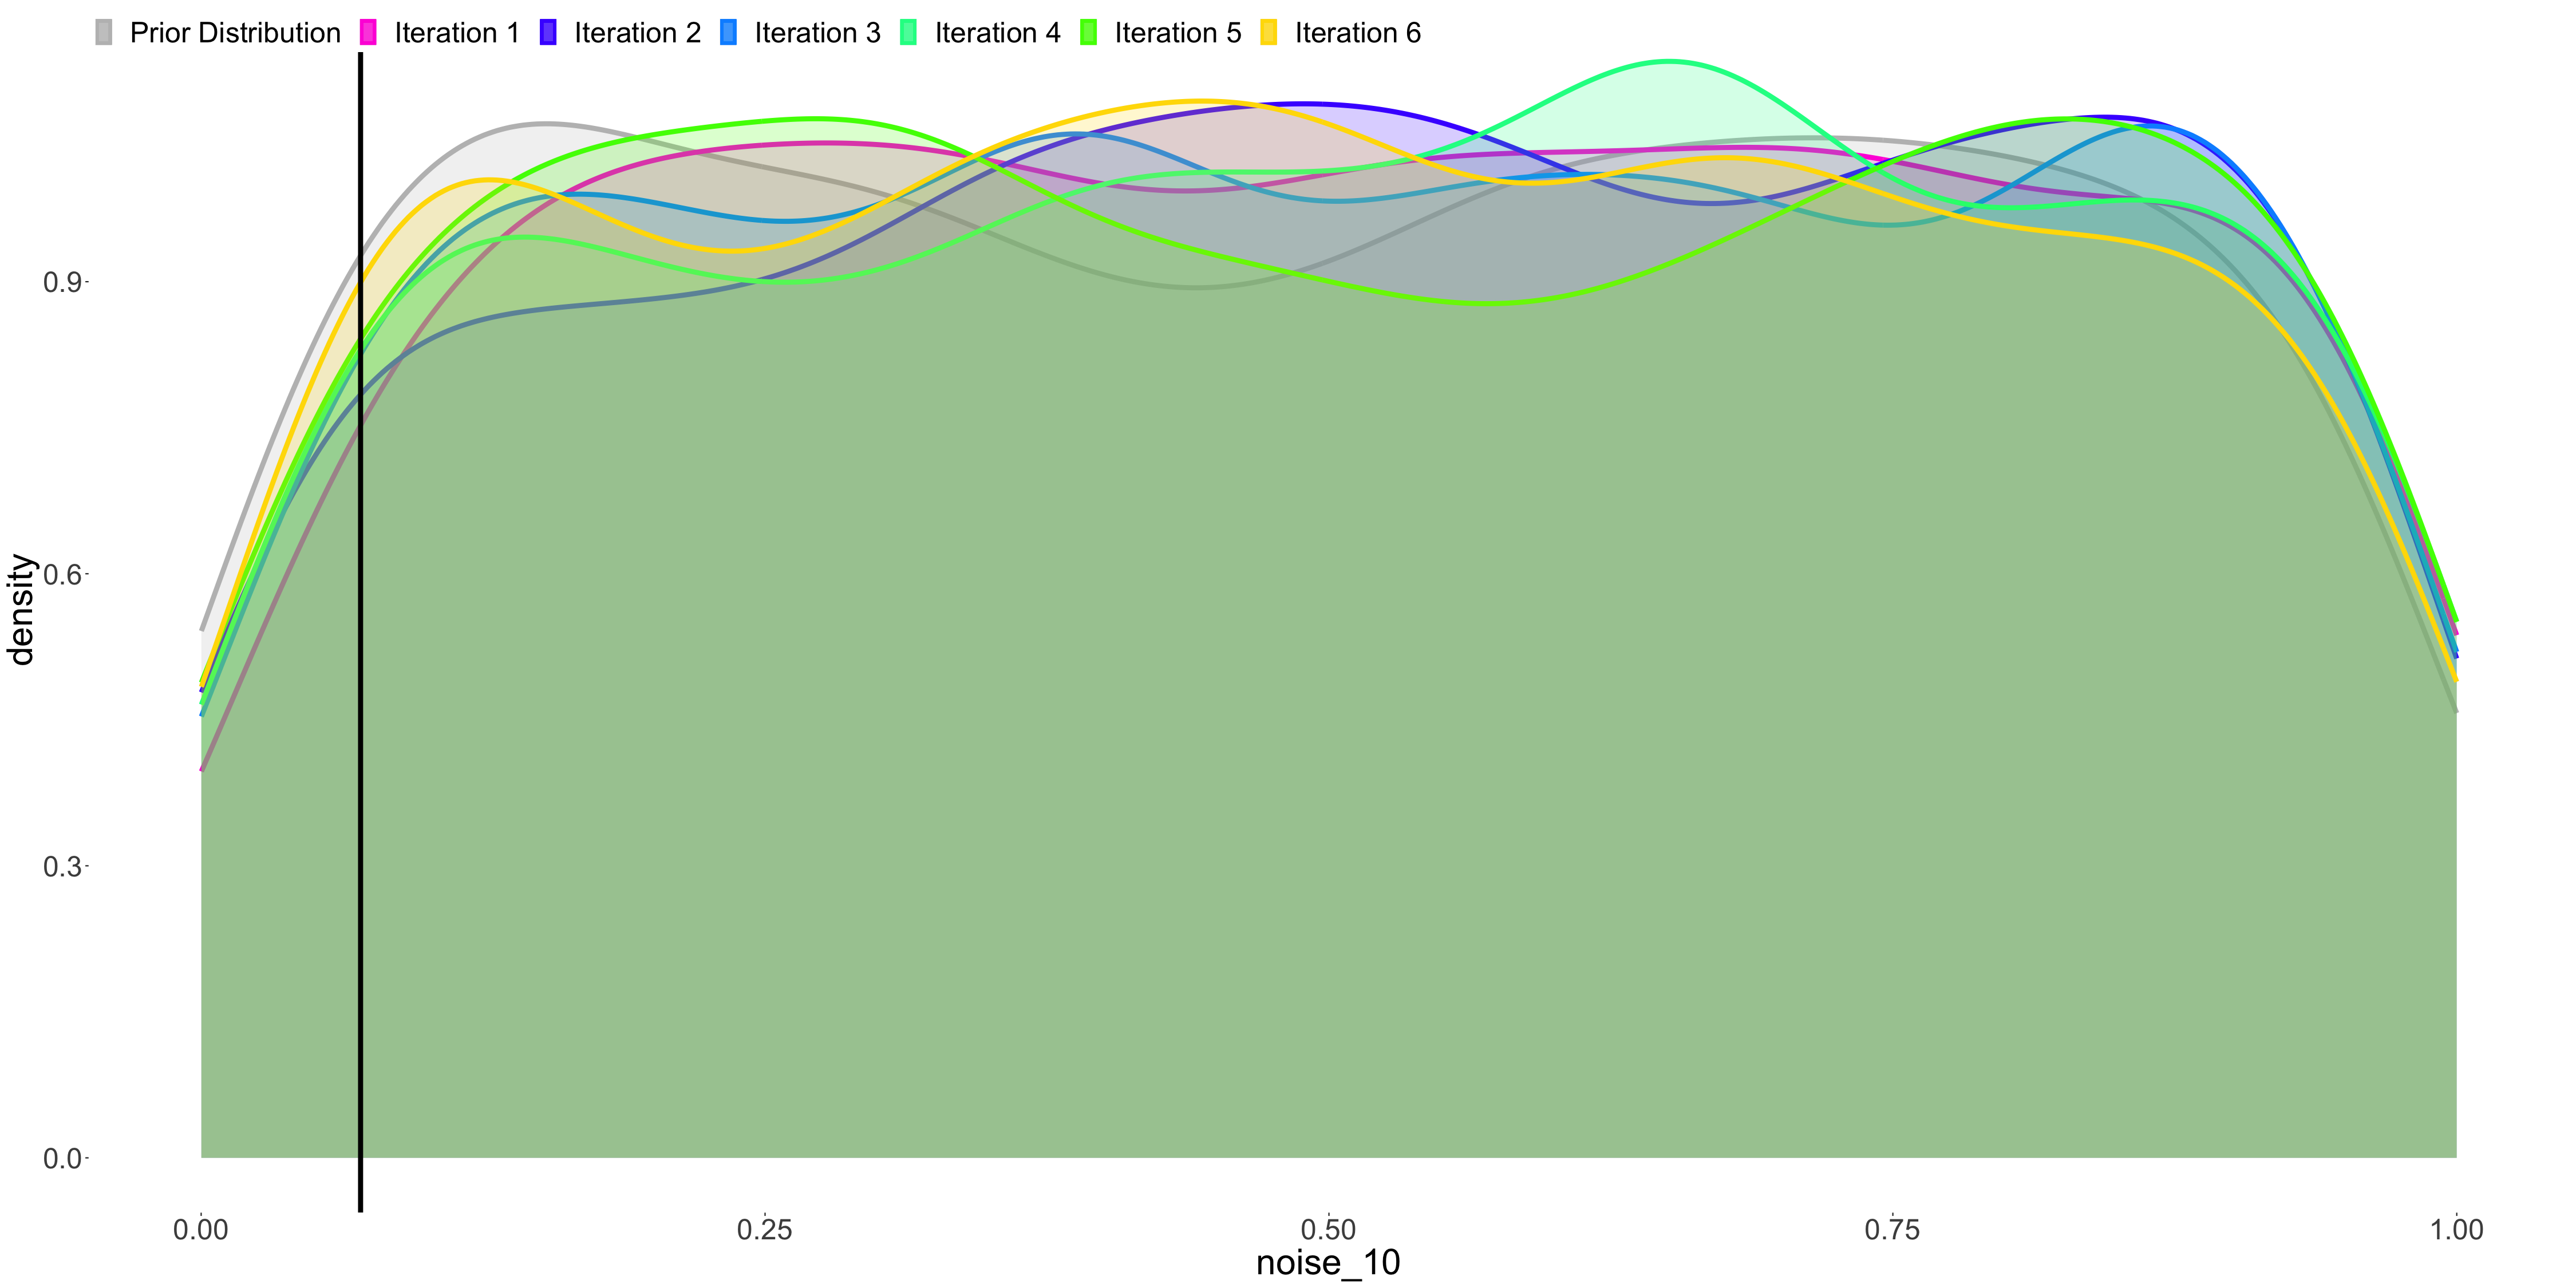 Prior Distribution Iteration 1 Iteration 2 Iteration 3 Iteration 4 Iteration 5 Iteration 6
0.9
0.6
0.3
0.0
density
0.00 0.25 0.50 0.75 1.00
noise_10